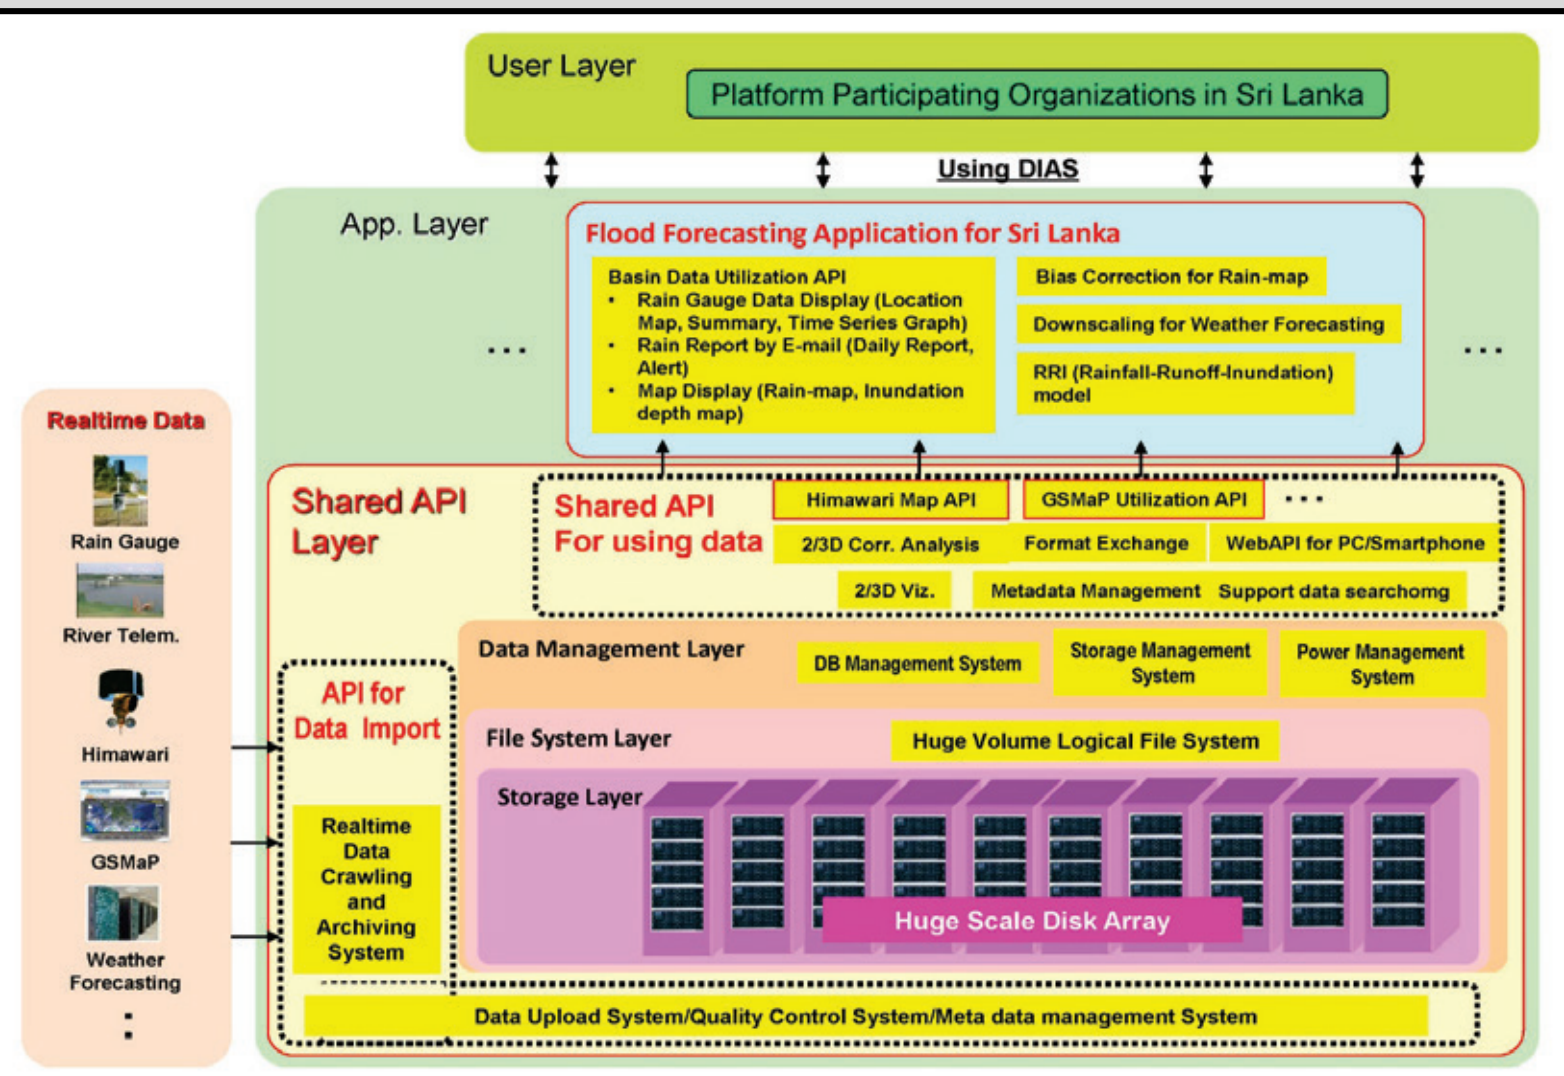 User Layer
Platform Participating Organizations in Sri Lanka
Using DIAS
App. Layer
Flood Forecasting Application for Sri Lanka
Basin Data Utilization API
• Rain Gauge Data Display (Location
Map, Summary, Time Series Graph)
• Rain Report by E-mail (Daily Report,
Alert)
• Map Display (Rain-map, Inundation
depth map)
Bias Correction for Rain-map
Downscaling for Weather Forecasting
RRI (Rainfall-Runoff-Inundation)
model
...
...
Realtime Data
Rain Gauge
River Telem.
Himawari
GSMaP
Weather
Forecasting
Shared API
Layer
Shared API
For using data
Himawari Map API
GSMaP Utilization API
...
2/3D Corr. Analysis
Format Exchange
WebAPI for PC/Smartphone
2/3D Viz.
Metadata Management
Support data searchomg
API for
Data Import
Realtime
Data
Crawling
and
Archiving
System
Data Management Layer
DB Management System
Storage Management
System
Power Management
System
File System Layer
Huge Volume Logical File System
Storage Layer
Huge Scale Disk Array
Data Upload System/Quality Control System/Meta data management System